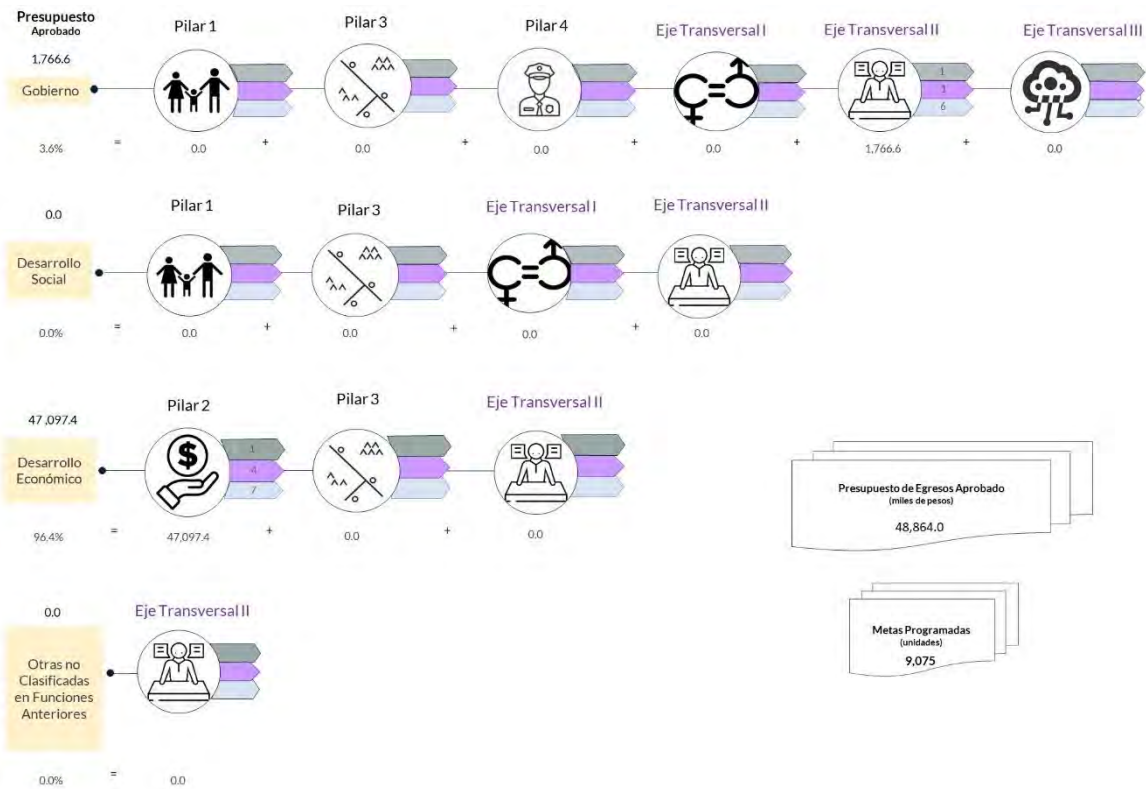 Presupuesto
Aprobado
1,766.6
Gobierno
3.6%
=
Pilar 1
0.0
+
Pilar 3
0.0
+
Pilar 4
0.0
+
Eje Transversal I
0.0
+
Eje Transversal II
1
1
6
1,766.6
+
Eje Transversal III
0.0
0.0
Desarrollo
Social
0.0%
=
Pilar 1
0.0
+
Pilar 3
0.0
+
Eje Transversal I
0.0
+
Eje Transversal II
0.0
47,097.4
Desarrollo
Económico
96.4%
=
Pilar 2
1
4
7
47,097.4
+
Pilar 3
0.0
+
Eje Transversal II
0.0
Presupuesto de Egresos Aprobado
(miles de pesos)
48,864.0
Metas Programadas
(unidades)
9,075
0.0
Otras no
Clasificadas
en Funciones
Anteriores
0.0%
=
Eje Transversal II
0.0